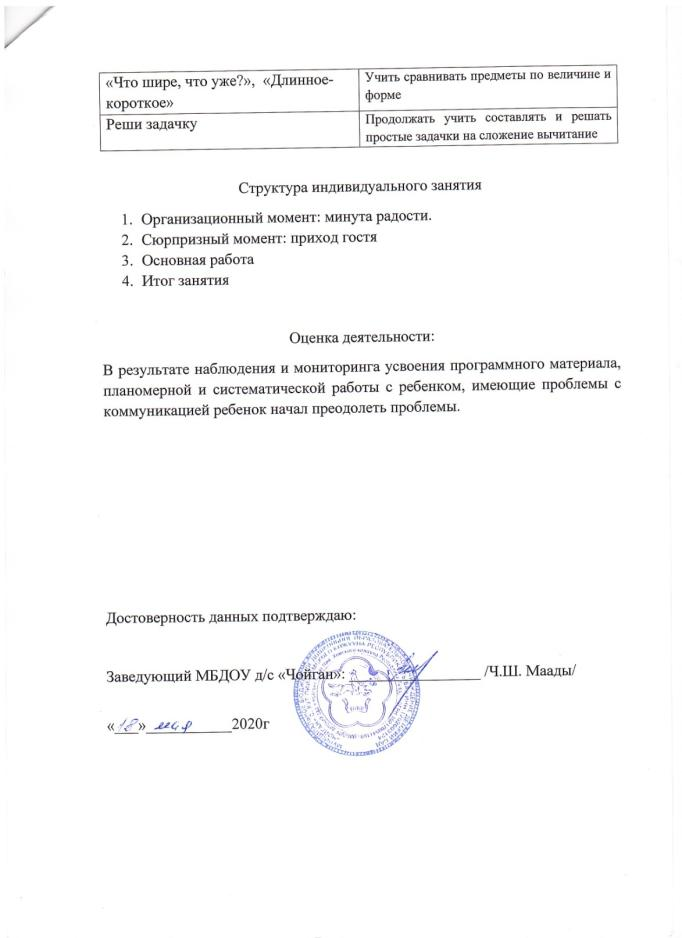 «Что шире, что уже?», «Длинное-
короткое»
Учить сравнивать предметы по величине и
форме
Реши задачку
Продолжать учить составлять и решать
простые задачки на сложение вычитание
Структура индивидуального занятия
1. Организационный момент: минута радости.
2. Сюрпризный момент: приход гостя
3. Основная работа
4. Итог занятия
Оценка деятельности:
В результате наблюдения и мониторинга усвоения программного материала,
планомерной и систематической работы с ребенком, имеющие проблемы с
коммуникацией ребенок начал преодолеть проблемы.
Достоверность данных подтверждаю:
Заведующий МБДОУ д/с «Чойган»: /Ч.Ш. Маады/
«18» мая 2020г